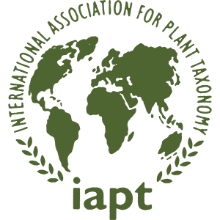 INTERNATIONAL ASSOCIATION FOR PLANT TAXONOMY
iapt